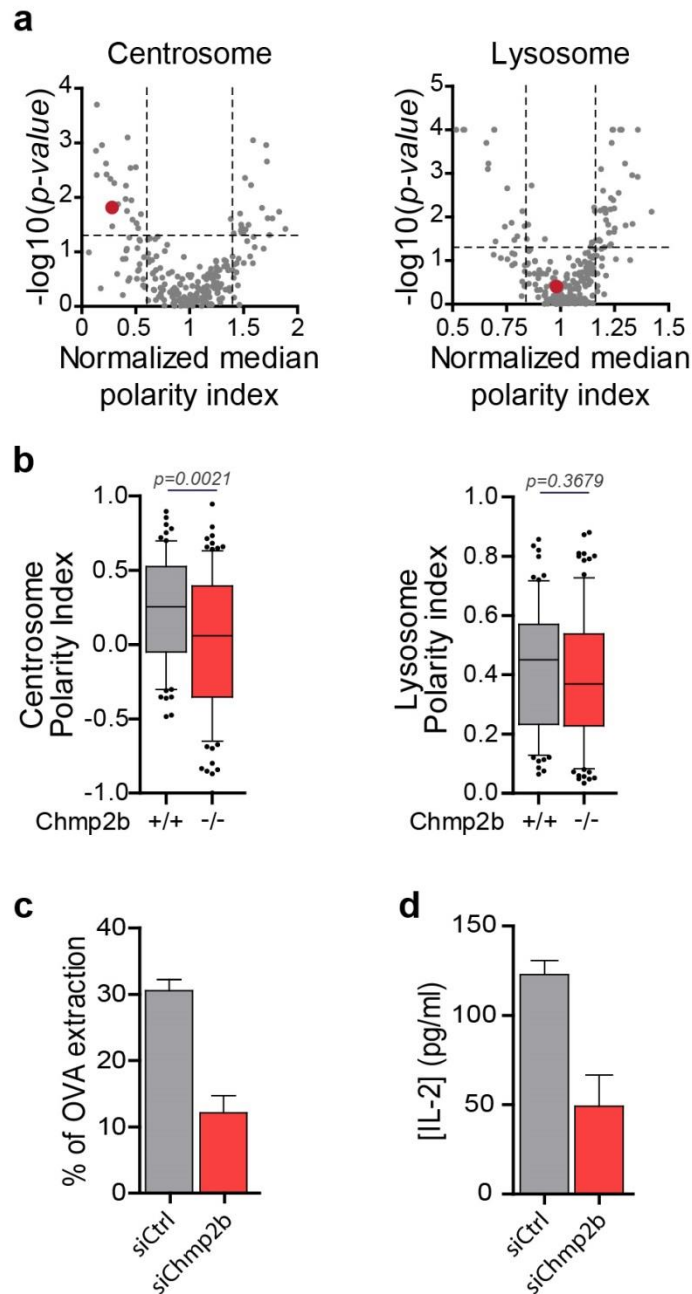 a
Centrosome
-log10(p-value)
4
3
2
1
0
0 0.5 1 1.5 2
Normalized median
polarity index
Lysosome
-log10(p-value)
5
4
3
2
1
0
0.5 0.75 1 1.25 1.5
Normalized median
polarity index
b
p=0.0021
Centrosome
Polarity Index
1.0
0.5
0.0
-0.5
-1.0
Chmp2b +/+ -/-
p=0.3679
Lysosome
Polarity index
1.0
0.8
0.6
0.4
0.2
0.0
Chmp2b +/+ -/-
c
% of OVA extraction
40
30
20
10
0
siCtrl
siChmp2b
d
[IL-2] (pg/ml)
150
100
50
0
siCtrl
siChmp2b